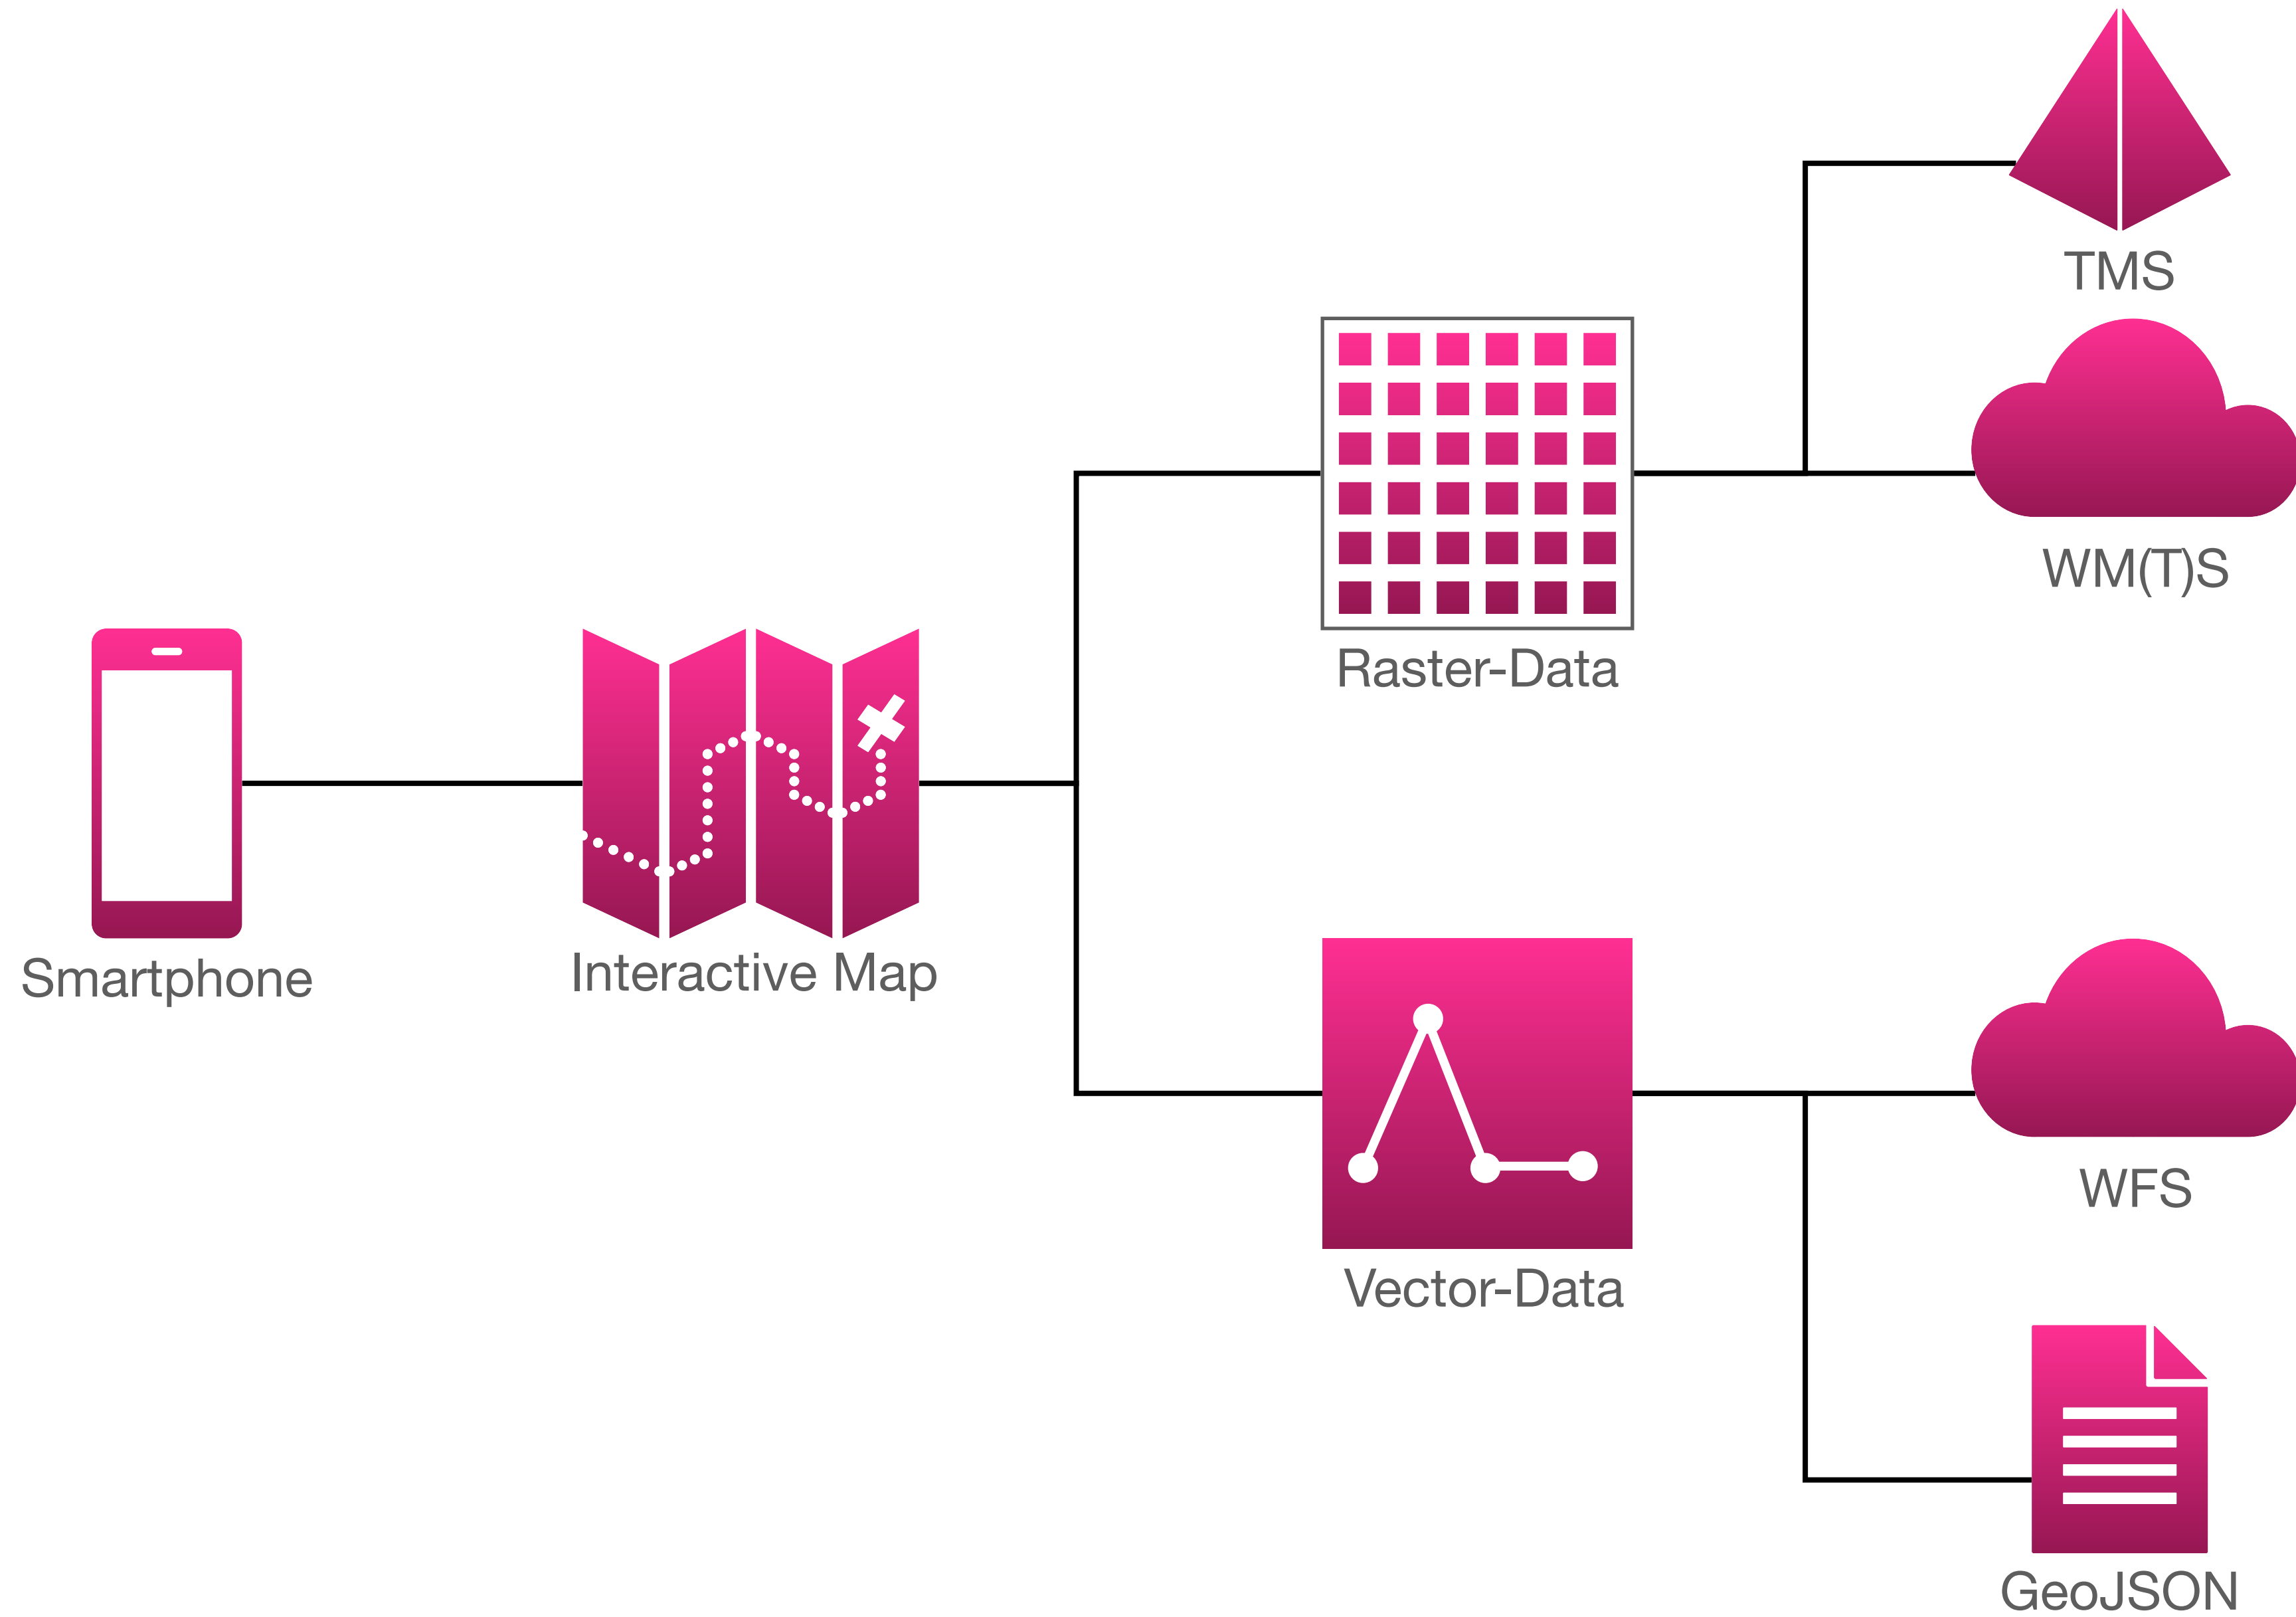 TMS
WM(T)S
Raster-Data
Smartphone
Interactive Map
WFS
Vector-Data
GeoJSON